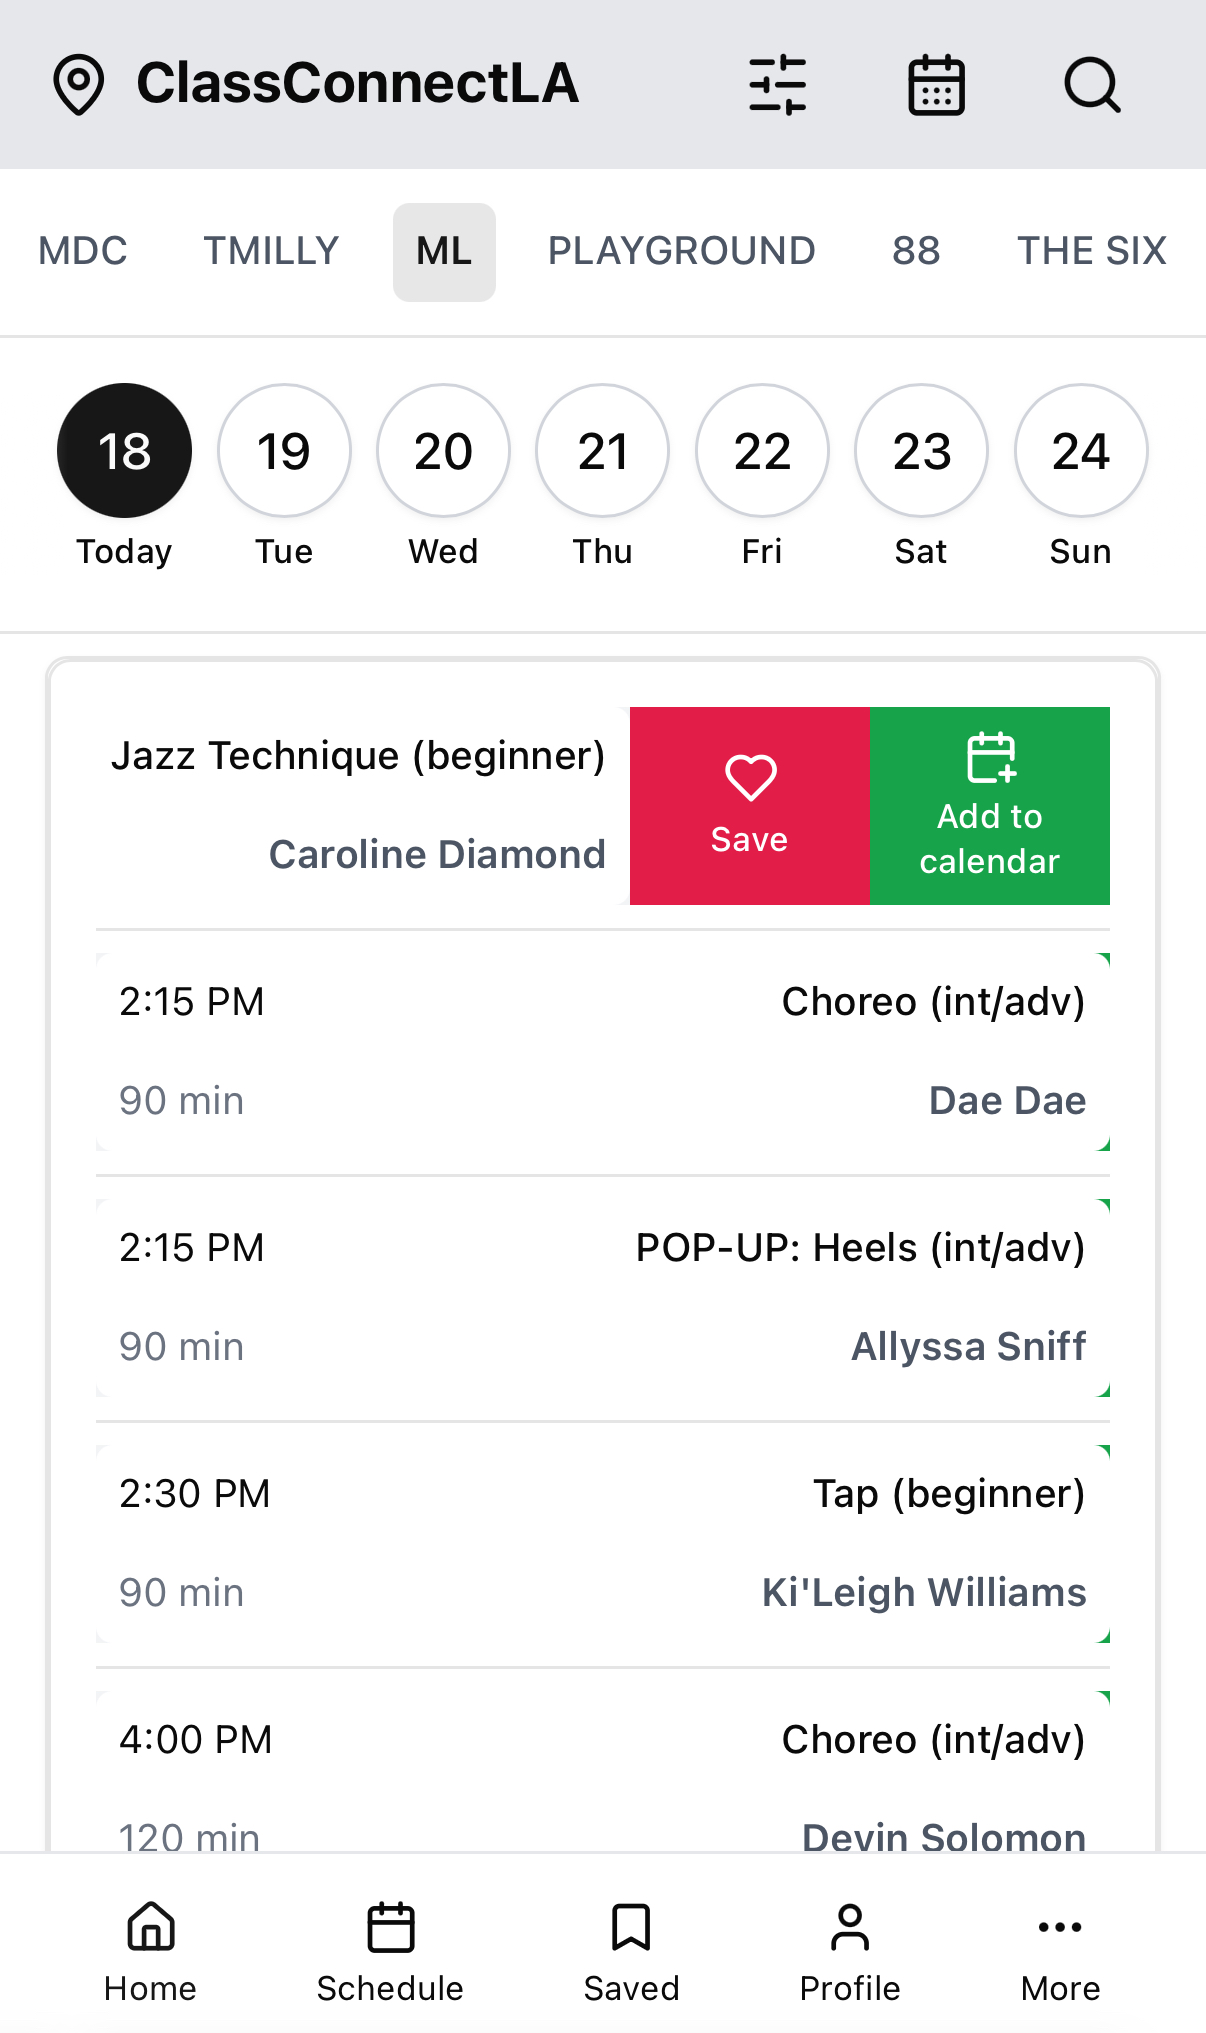 ClassConnectLA
MDC TMILLY ML PLAYGROUND 88 THE SIX
18 19 20 21 22 23 24
Today Tue Wed Thu Fri Sat Sun
Jazz Technique (beginner)
Caroline Diamond
Save
Add to
calendar
2:15 PM Choreo (int/adv)
90 min Dae Dae
2:15 PM POP-UP: Heels (int/adv)
90 min Allyssa Sniff
2:30 PM Tap (beginner)
90 min Ki'Leigh Williams
4:00 PM Choreo (int/adv)
120 min Devin Solomon
Home Schedule Saved Profile More